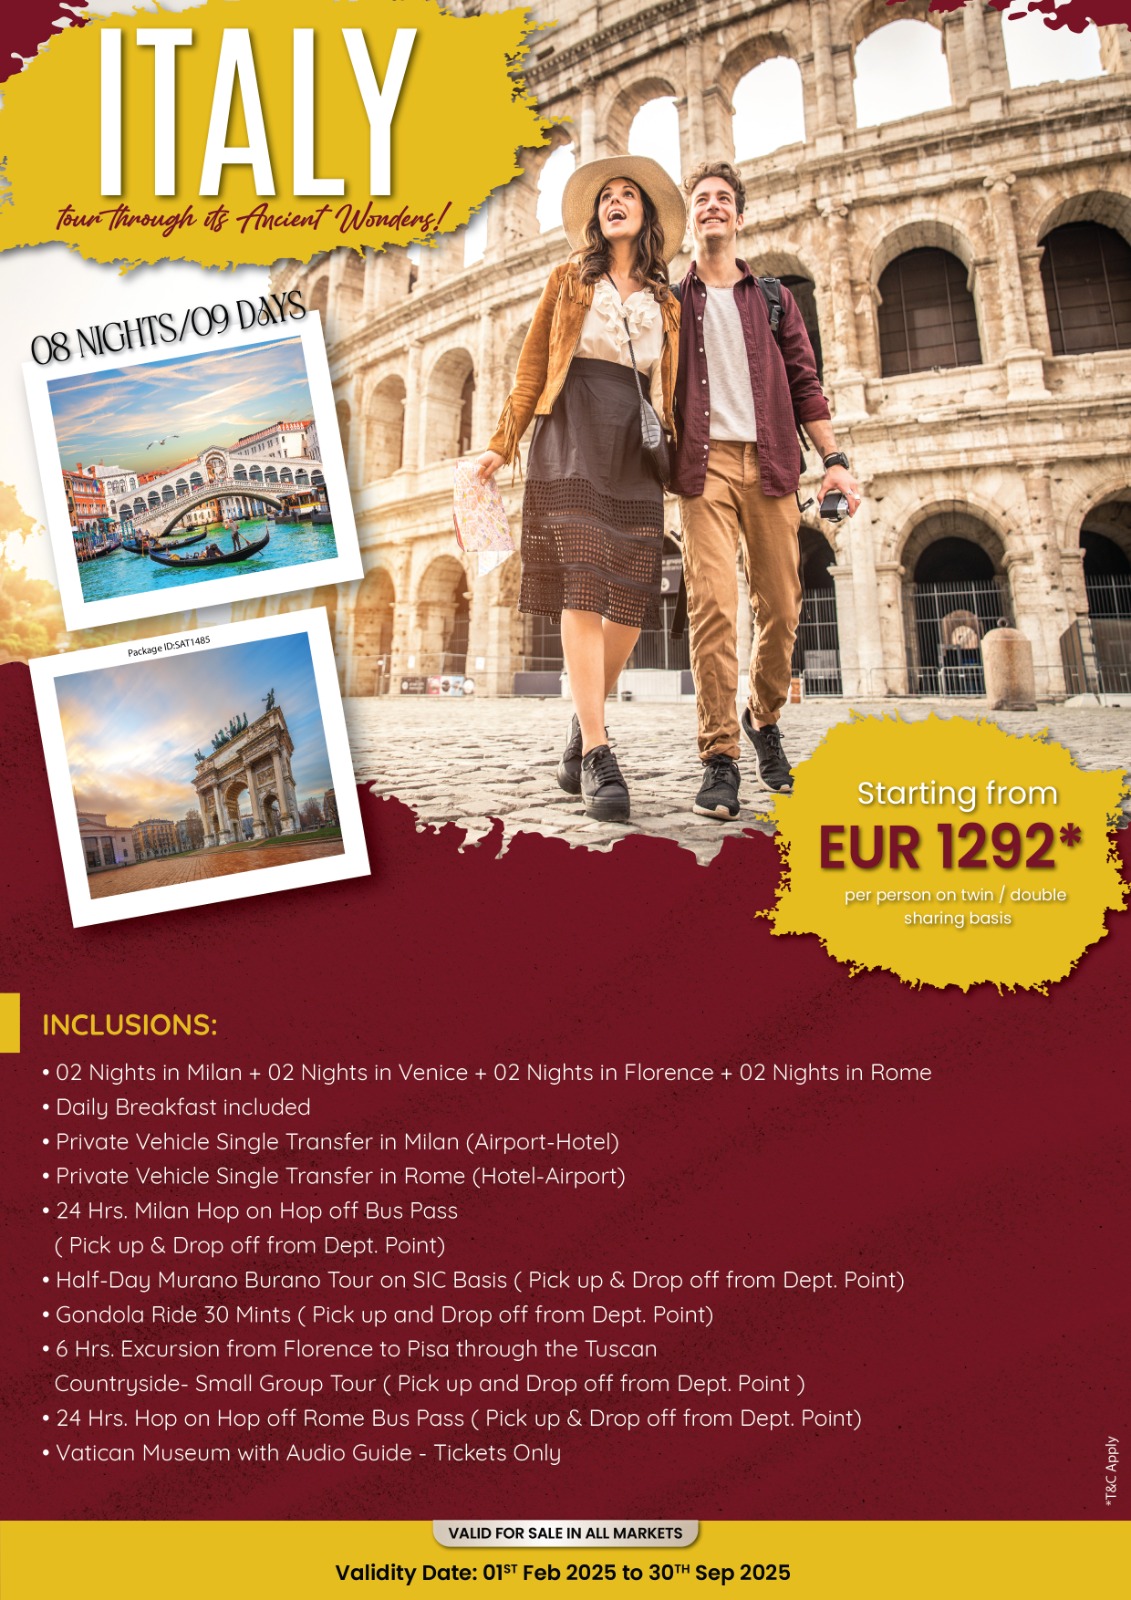 ITALY
tour through its Ancient Wonders!
08 NIGHTS/09 DAYS
Package ID:SAT1485
Starting from
EUR 1292*
per person on twin / double
sharing basis
INCLUSIONS:
• 02 Nights in Milan + 02 Nights in Venice + 02 Nights in Florence + 02 Nights in Rome
• Daily Breakfast included
• Private Vehicle Single Transfer in Milan (Airport-Hotel)
• Private Vehicle Single Transfer in Rome (Hotel-Airport)
• 24 Hrs. Milan Hop on Hop off Bus Pass
( Pick up & Drop off from Dept. Point)
• Half-Day Murano Burano Tour on SIC Basis ( Pick up & Drop off from Dept. Point)
• Gondola Ride 30 Mints ( Pick up and Drop off from Dept. Point)
• 6 Hrs. Excursion from Florence to Pisa through the Tuscan
Countryside- Small Group Tour ( Pick up and Drop off from Dept. Point )
• 24 Hrs. Hop on Hop off Rome Bus Pass ( Pick up & Drop off from Dept. Point)
• Vatican Museum with Audio Guide - Tickets Only
*T&C Apply
VALID FOR SALE IN ALL MARKETS
Validity Date: 01ST Feb 2025 to 30TH Sep 2025